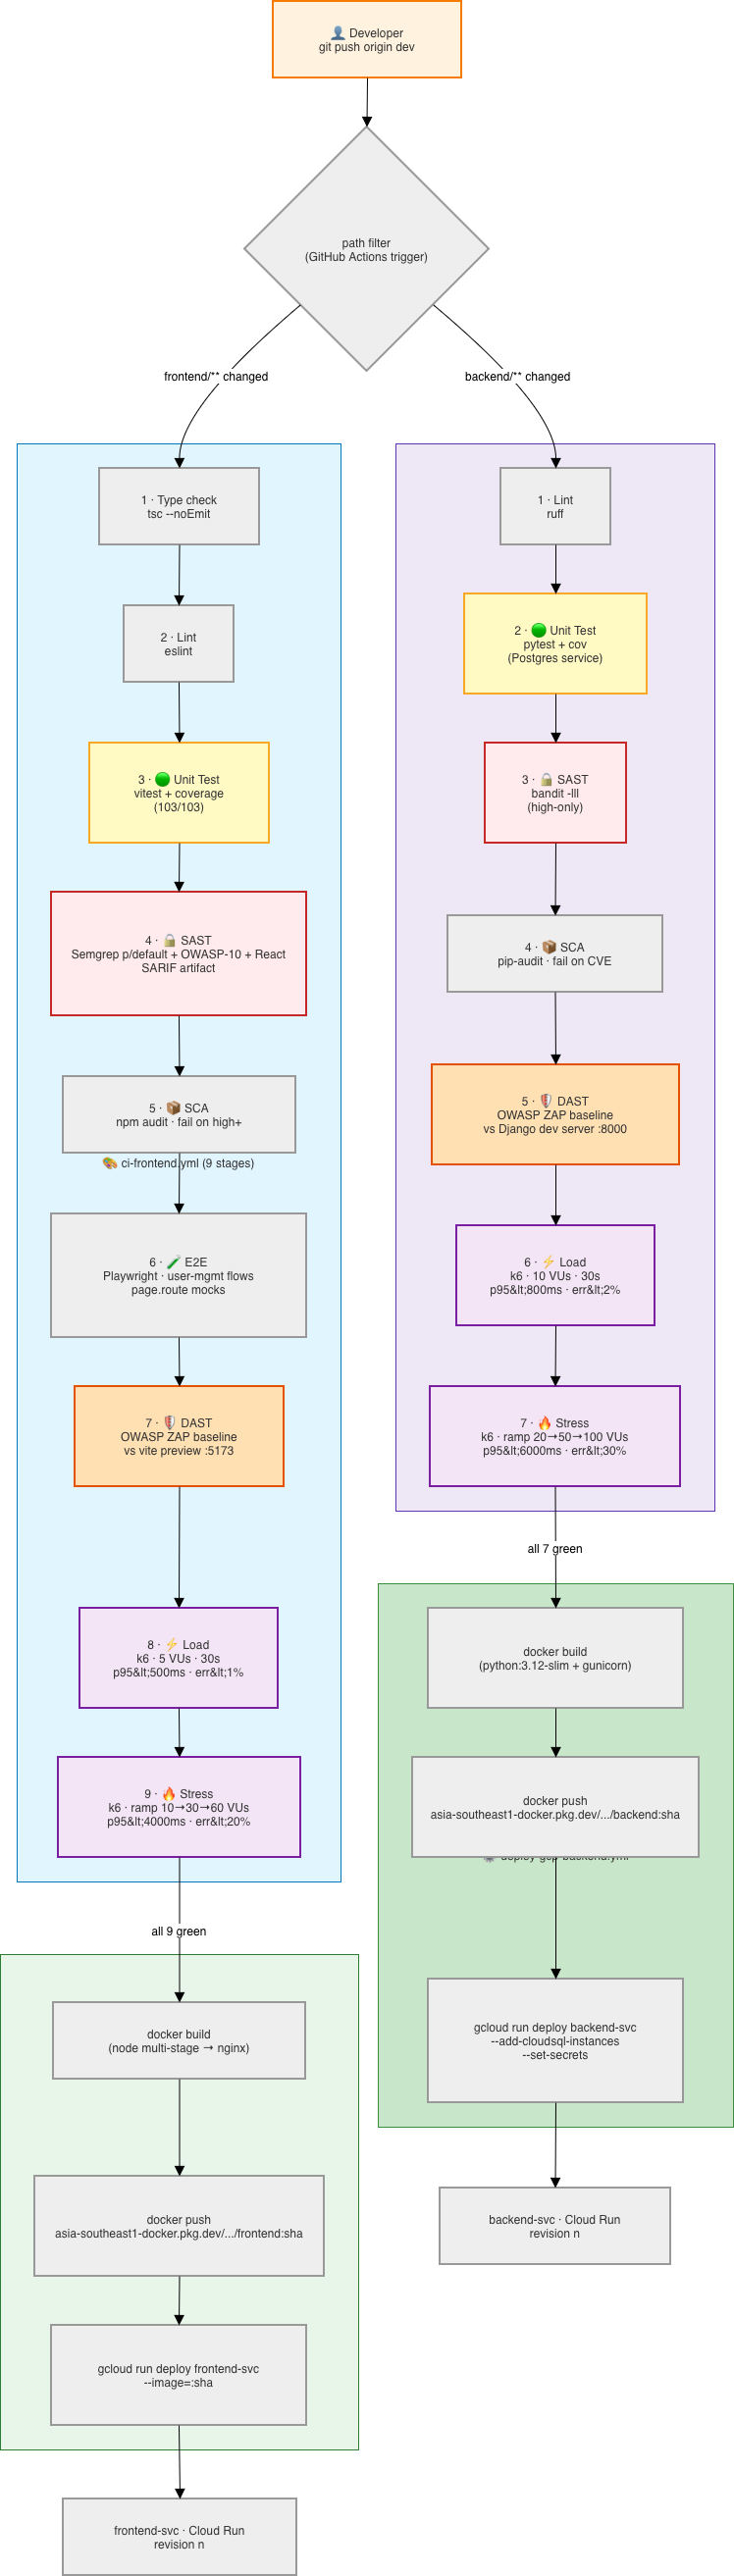 👤 Developer
git push origin dev
path filter
(GitHub Actions trigger)
frontend/** changed
backend/** changed
1 · Type check
tsc --noEmit
2 · Lint
eslint
3 · 🟢 Unit Test
vitest + coverage
(103/103)
4 · 🔒 SAST
Semgrep p/default + OWASP-10 + React
SARIF artifact
5 · 📦 SCA
npm audit · fail on high+
🎨 ci-frontend.yml (9 stages)
6 · 🧪 E2E
Playwright · user-mgmt flows
page.route mocks
7 · 🛡️ DAST
OWASP ZAP baseline
vs vite preview :5173
8 · ⚡ Load
k6 · 5 VUs · 30s
p95&lt;500ms · err&lt;1%
9 · 🔥 Stress
k6 · ramp 10→30→60 VUs
p95&lt;4000ms · err&lt;20%
all 9 green
docker build
(node multi-stage → nginx)
docker push
asia-southeast1-docker.pkg.dev/.../frontend:sha
gcloud run deploy frontend-svc
--image=:sha
frontend-svc · Cloud Run
revision n
1 · Lint
ruff
2 · 🟢 Unit Test
pytest + cov
(Postgres service)
3 · 🔒 SAST
bandit -lll
(high-only)
4 · 📦 SCA
pip-audit · fail on CVE
5 · 🛡️ DAST
OWASP ZAP baseline
vs Django dev server :8000
6 · ⚡ Load
k6 · 10 VUs · 30s
p95&lt;800ms · err&lt;2%
7 · 🔥 Stress
k6 · ramp 20→50→100 VUs
p95&lt;6000ms · err&lt;30%
all 7 green
docker build
(python:3.12-slim + gunicorn)
docker push
asia-southeast1-docker.pkg.dev/.../backend:sha
deploy-gcp-backend.yml
gcloud run deploy backend-svc
--add-cloudsql-instances
--set-secrets
backend-svc · Cloud Run
revision n